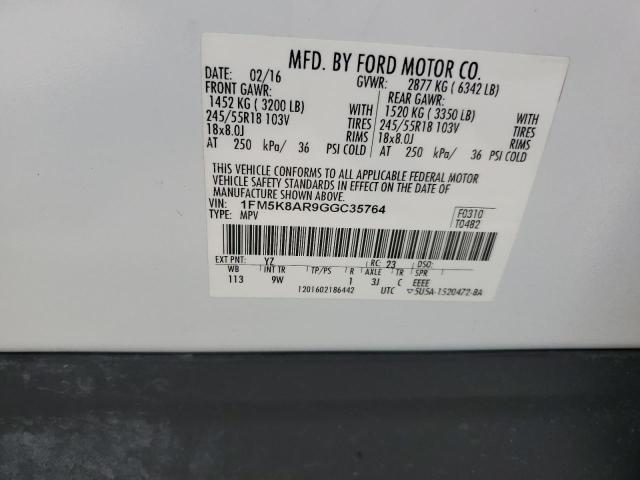 MFD. BY FORD MOTOR CO.
DATE: 02/16 GVWR: 2877 KG ( 6342 LB)
FRONT GAWR: REAR GAWR:
1452 KG ( 3200 LB) WITH 1520 KG ( 3350 LB) WITH
245/55R18 103V TIRES 245/55R18 103V TIRES
18x8.0J RIMS 18x8.0J RIMS
AT 250 kPa/ 36 PSI COLD AT 250 kPa/ 36 PSI COLD
THIS VEHICLE CONFORMS TO ALL APPLICABLE FEDERAL MOTOR
VEHICLE SAFETY STANDARDS IN EFFECT ON THE DATE OF
MANUFACTURE SHOWN ABOVE.
VIN: 1FM5K8AR9GGC35764 F0310
TYPE: MPV T0482
EXT PNT: YZ RC: 23 DSO:
WB INT TR TP/PS R AXLE TR SPR
113 9W 1 3J C EEEE
1201602186442 UTC ▽5U5A-1520472-BA